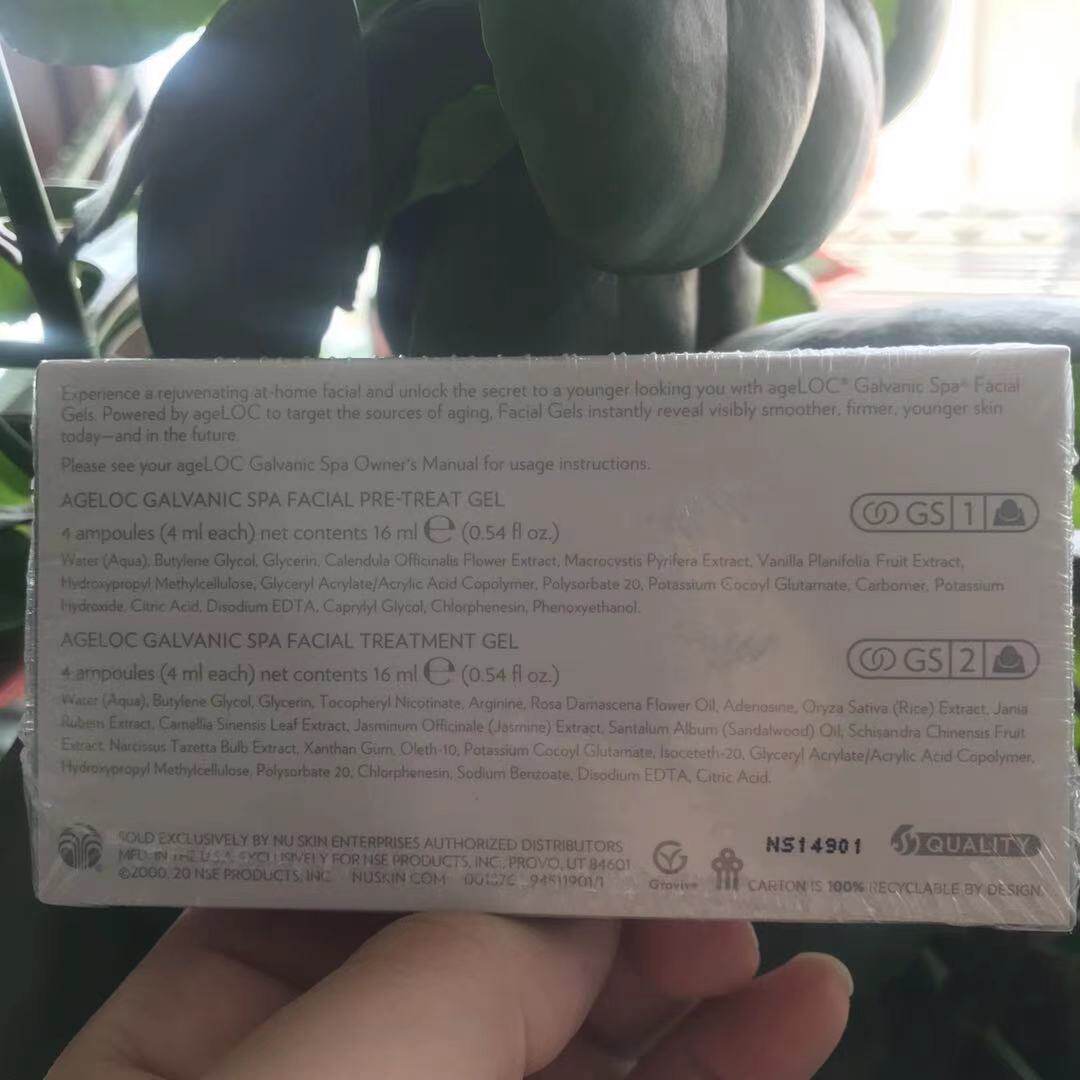 Experience a rejuvenating at-home facial and unlock the secret to a younger looking you with ageLOC® Galvanic Spa® Facial
Gels. Powered by ageLOC to target the sources of aging, Facial Gels instantly reveal visibly smoother, firmer, younger skin
today—and in the future.
Please see your ageLOC Galvanic Spa Owner's Manual for usage instructions.
AGELOC GALVANIC SPA FACIAL PRE-TREAT GEL
GS 1
4 ampoules (4 ml each) net contents 16 ml ℮ (0.54 fl oz.)
Water (Aqua), Butylene Glycol, Glycerin, Calendula Officinalis Flower Extract, Macrocystis Pyrifera Extract, Vanilla Planifolia Fruit Extract,
Hydroxypropyl Methylcellulose, Glyceryl Acrylate/Acrylic Acid Copolymer, Polysorbate 20, Potassium Cocoyl Glutamate, Carbomer, Potassium
Hydroxide, Citric Acid, Disodium EDTA, Caprylyl Glycol, Chlorphenesin, Phenoxyethanol.
AGELOC GALVANIC SPA FACIAL TREATMENT GEL
GS 2
4 ampoules (4 ml each) net contents 16 ml ℮ (0.54 fl oz.)
Water (Aqua), Butylene Glycol, Glycerin, Tocopheryl Nicotinate, Arginine, Rosa Damascena Flower Oil, Adenosine, Oryza Sativa (Rice) Extract, Jania
Rubens Extract, Camellia Sinensis Leaf Extract, Jasminum Officinale (Jasmine) Extract, Santalum Album (Sandalwood) Oil, Schisandra Chinensis Fruit
Extract, Narcissus Tazetta Bulb Extract, Xanthan Gum, Oleth-10, Potassium Cocoyl Glutamate, Isoceteth-20, Glyceryl Acrylate/Acrylic Acid Copolymer,
Hydroxypropyl Methylcellulose, Polysorbate 20, Chlorphenesin, Sodium Benzoate, Disodium EDTA, Citric Acid.
SOLD EXCLUSIVELY BY NU SKIN ENTERPRISES AUTHORIZED DISTRIBUTORS
MFD. IN THE U.S.A. EXCLUSIVELY FOR NSE PRODUCTS, INC., PROVO, UT 84601
©2000, 20 NSE PRODUCTS, INC. NUSKIN.COM
Grovive
NS14901
QUALITY
CARTON IS 100% RECYCLABLE BY DESIGN